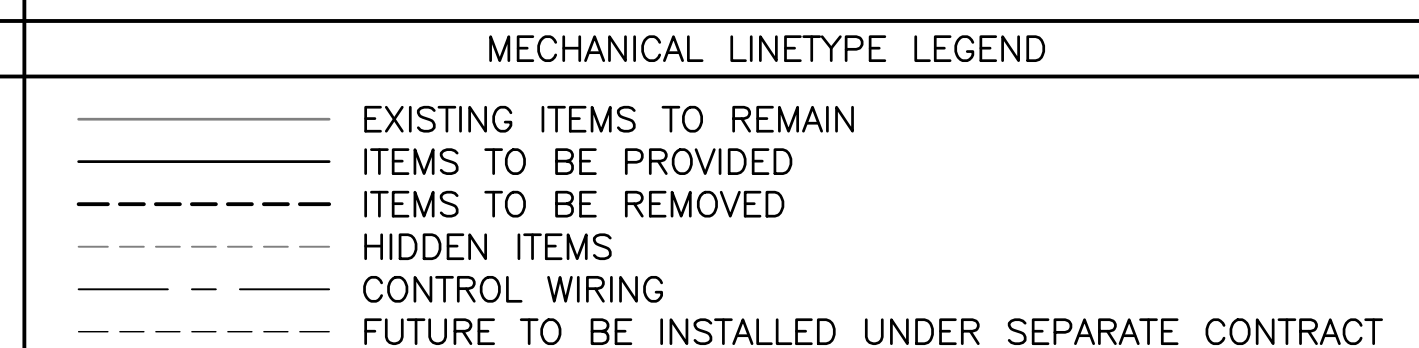 MECHANICAL LINETYPE LEGEND
EXISTING ITEMS TO REMAIN
ITEMS TO BE PROVIDED
ITEMS TO BE REMOVED
HIDDEN ITEMS
CONTROL WIRING
FUTURE TO BE INSTALLED UNDER SEPARATE CONTRACT